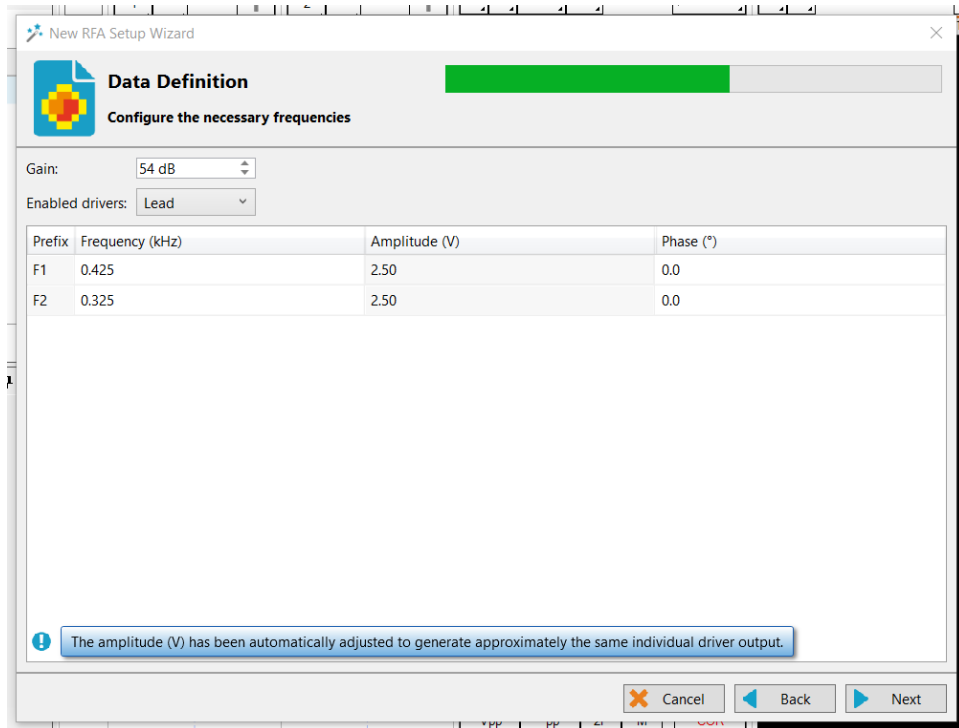 New RFA Setup Wizard
Data Definition
Configure the necessary frequencies
Gain: 54 dB
Enabled drivers: Lead
Prefix Frequency (kHz) Amplitude (V) Phase (°)
F1 0.425 2.50 0.0
F2 0.325 2.50 0.0
The amplitude (V) has been automatically adjusted to generate approximately the same individual driver output.
Cancel Back Next